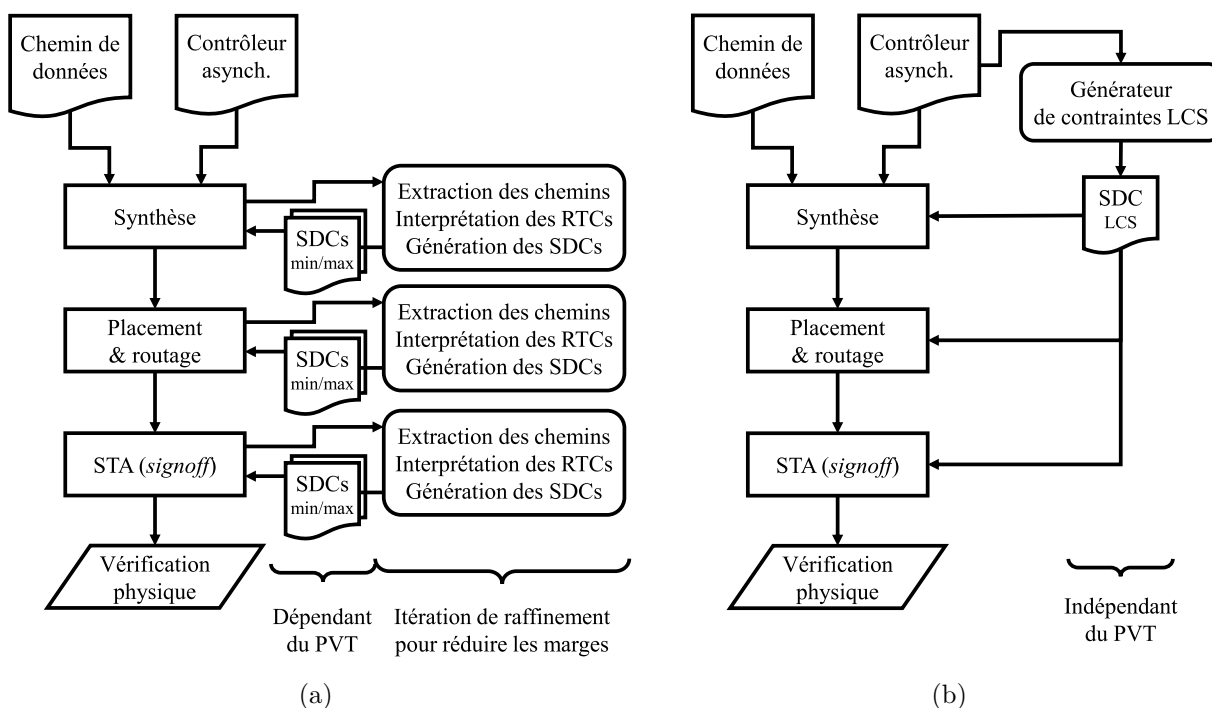 Chemin de
données
Contrôleur
asynch.
Synthèse
SDCs
min/max
Extraction des chemins
Interprétation des RTCs
Génération des SDCs
Placement
& routage
SDCs
min/max
Extraction des chemins
Interprétation des RTCs
Génération des SDCs
STA (signoff)
SDCs
min/max
Extraction des chemins
Interprétation des RTCs
Génération des SDCs
Vérification
physique
Dépendant
du PVT
Itération de raffinement
pour réduire les marges
(a)
Chemin de
données
Contrôleur
asynch.
Générateur
de contraintes LCS
Synthèse
SDC
LCS
Placement
& routage
STA (signoff)
Vérification
physique
Indépendant
du PVT
(b)